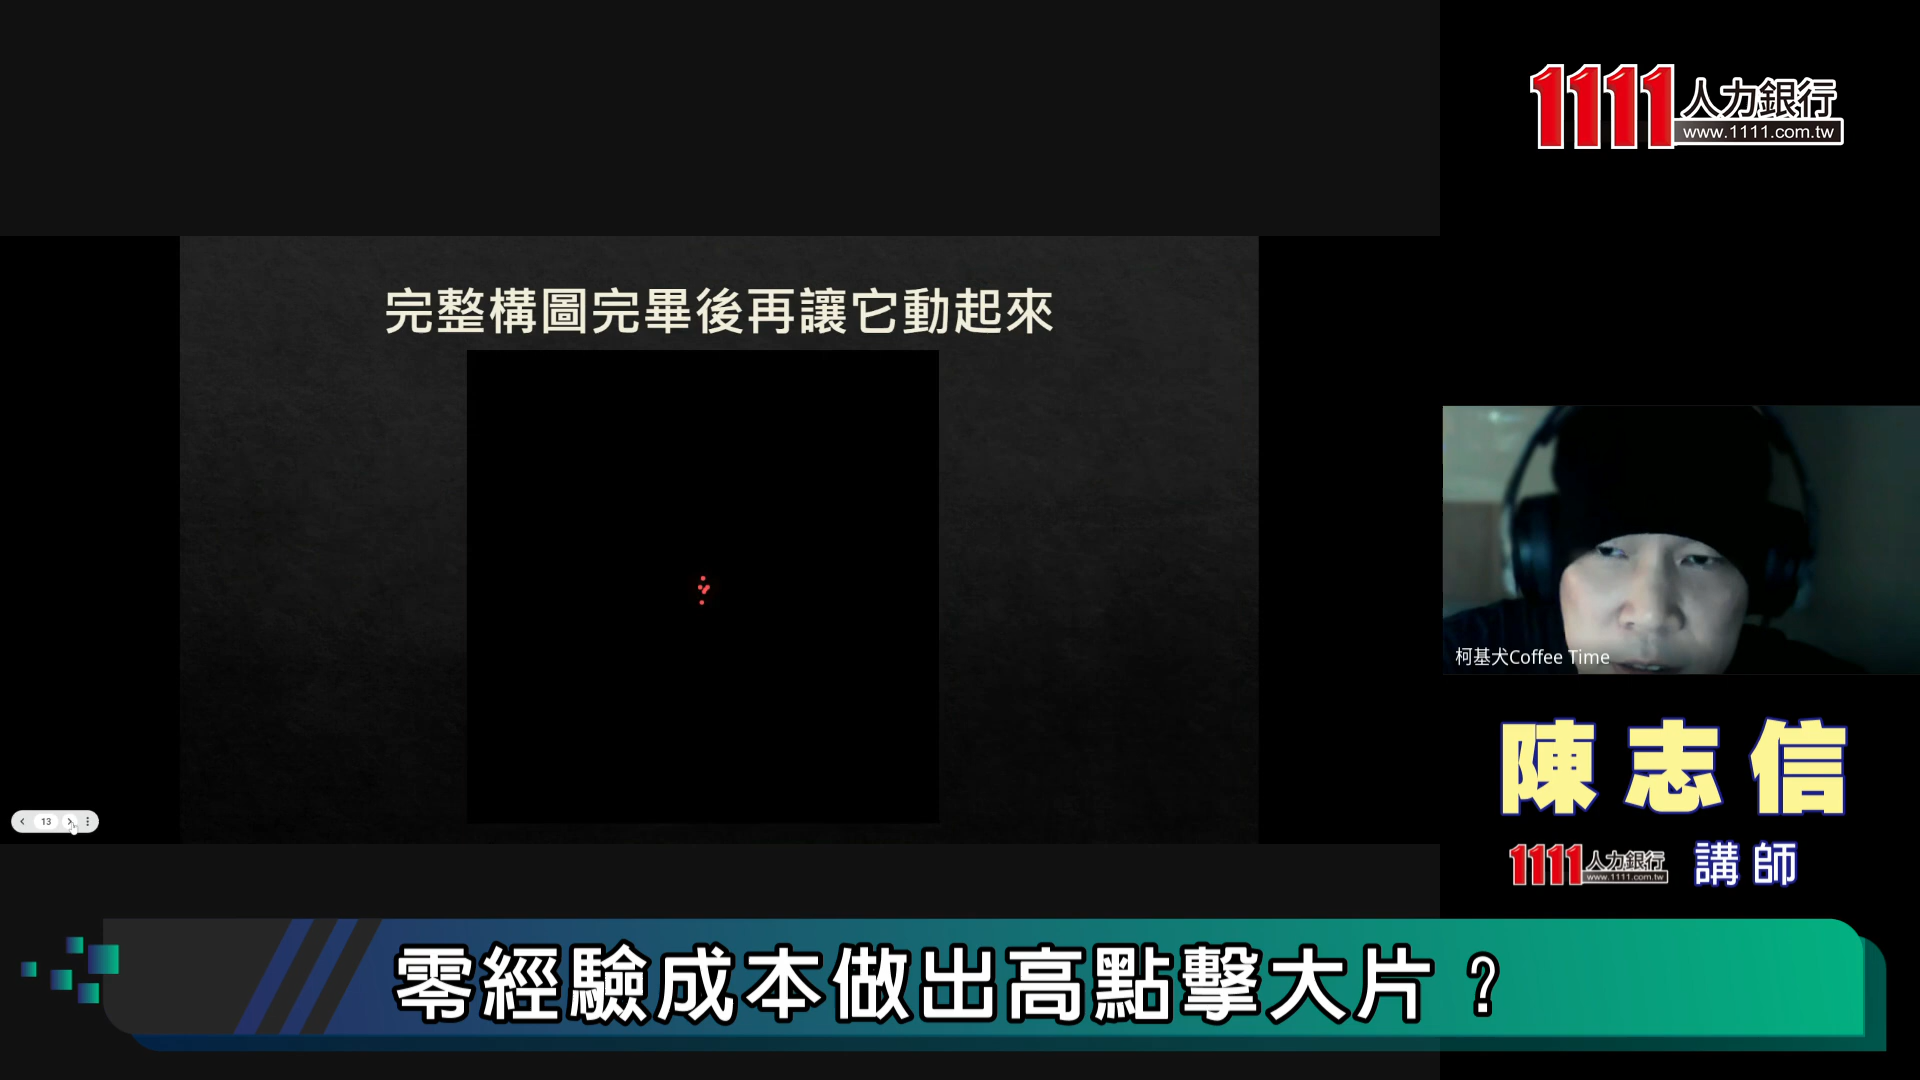 1111人力銀行
www.1111.com.tw
完整構圖完畢後再讓它動起來
柯基犬Coffee Time
13
陳志信
1111人力銀行
www.1111.com.tw
講師
零經驗成本做出高點擊大片？